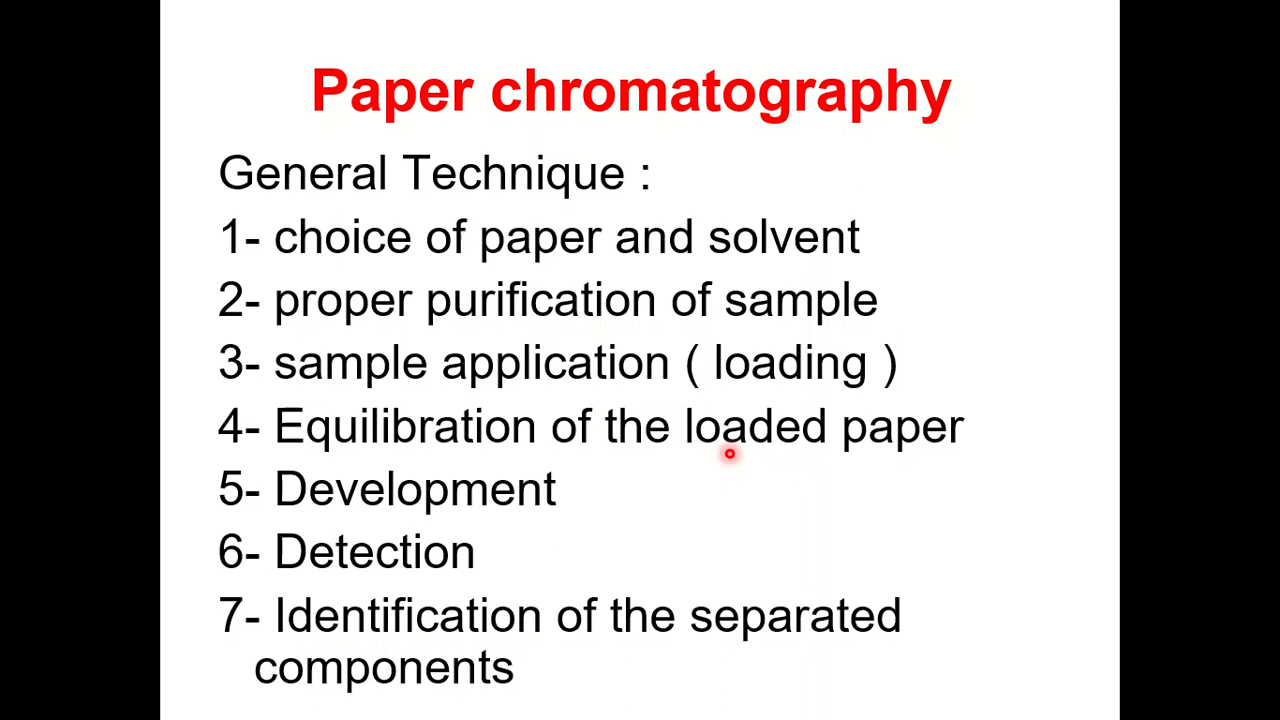 Paper chromatography
General Technique :
1- choice of paper and solvent
2- proper purification of sample
3- sample application ( loading )
4- Equilibration of the loaded paper
5- Development
6- Detection
7- Identification of the separated
components